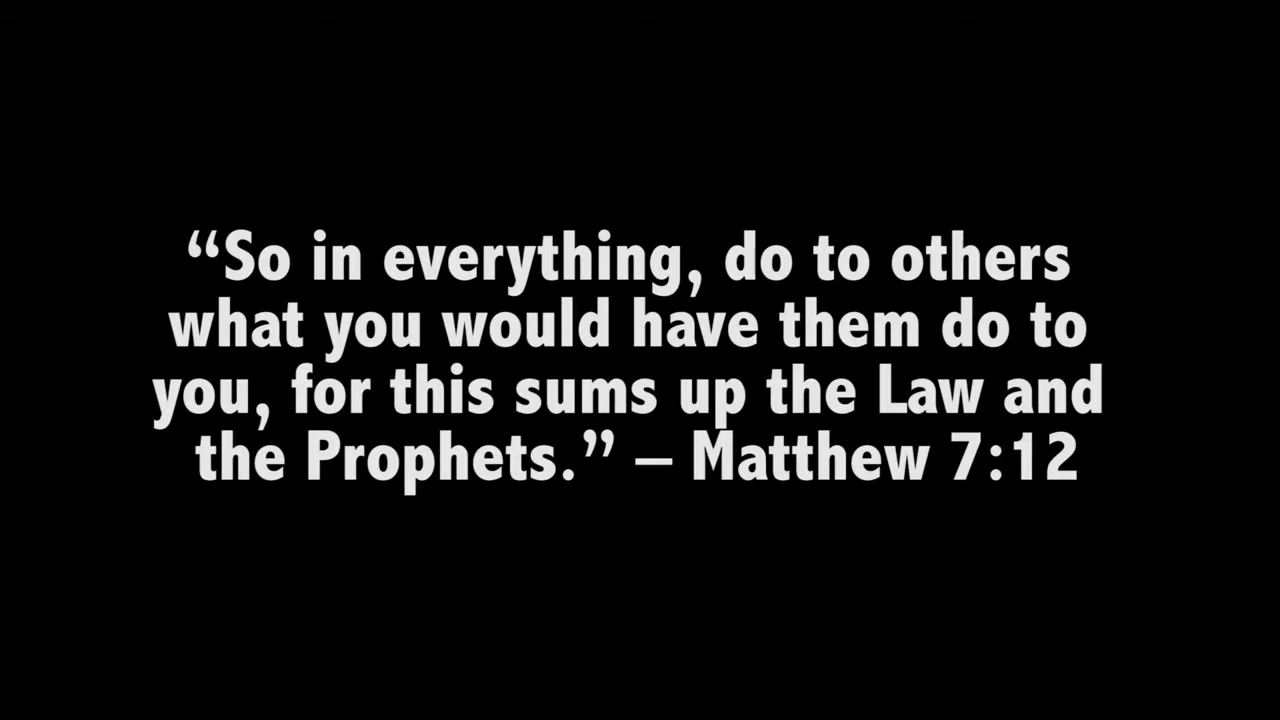 “So in everything, do to others
what you would have them do to
you, for this sums up the Law and
the Prophets.” – Matthew 7:12